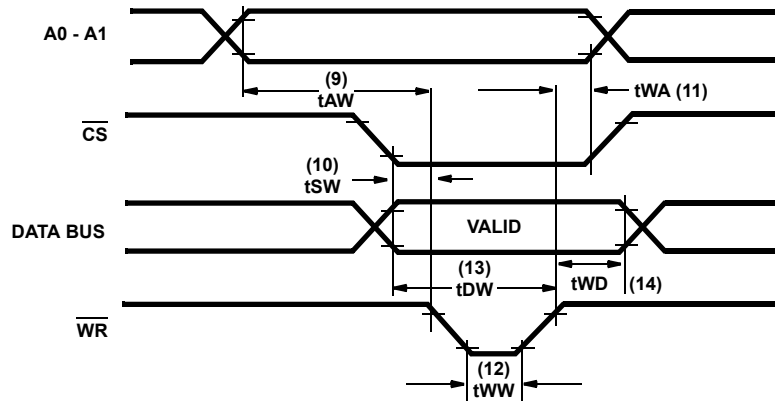 A0 - A1
(9)
tAW
tWA (11)
CS
(10)
tSW
DATA BUS
VALID
(13)
tDW
tWD (14)
WR
(12)
tWW